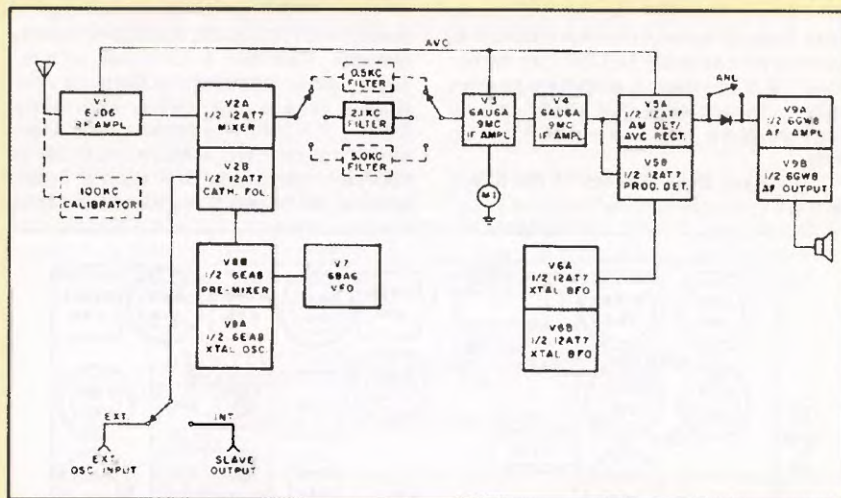 AVC
V1
6JD6
RF AMPL
100KC
CALIBRATOR
V2A
1/2 12AT7
MIXER
V2B
1/2 12AT7
CATH. FOL.
0.5KC
FILTER
2.1 KC
FILTER
5.0KC
FILTER
V3
6AU6A
9MC
IF AMPL
V4
6AU6A
9MC
IF AMPL
M1
V5A
1/2 12AT7
AM DET/
AVC RECT.
V5B
1/2 12AT7
PROD. DET.
ANL
V9A
1/2 6GW8
AF AMPL
V9B
1/2 6GW8
AF OUTPUT
V8B
1/2 6EA8
PRE-MIXER
V8A
1/2 6EA8
XTAL OSC.
V7
6BA6
VFO
V6A
1/2 12AT7
XTAL BFO
V6B
1/2 12AT7
XTAL BFO
EXT.
INT.
EXT.
OSC INPUT
SLAVE
OUTPUT